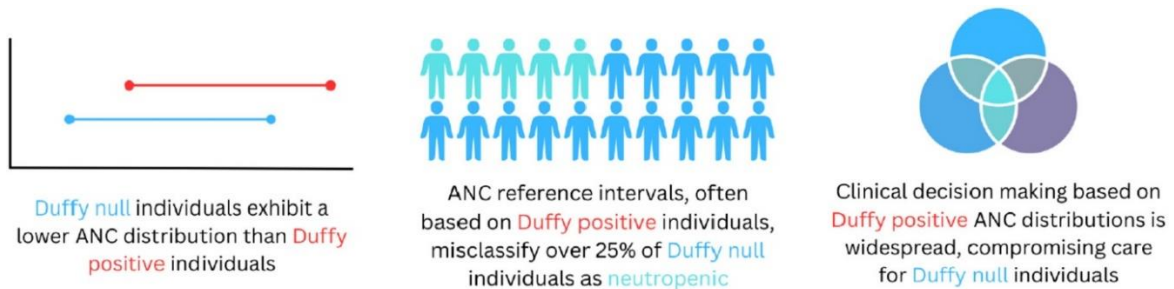 Duffy null individuals exhibit a
lower ANC distribution than Duffy
positive individuals
ANC reference intervals, often
based on Duffy positive individuals,
misclassify over 25% of Duffy null
individuals as neutropenic
Clinical decision making based on
Duffy positive ANC distributions is
widespread, compromising care
for Duffy null individuals